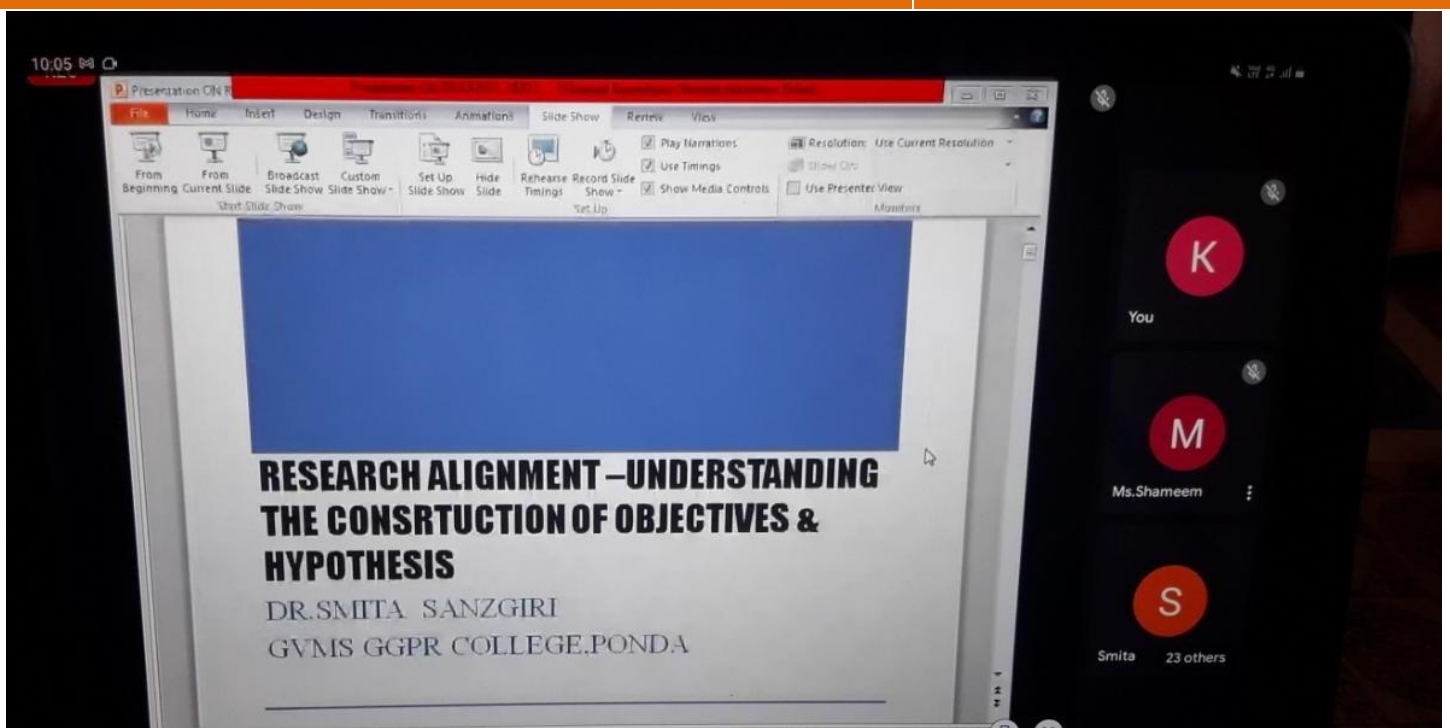 10:05
REC
Presentation ON R
File Home Insert Design Transitions Animations Slide Show Review View
From Beginning
From Current Slide
Broadcast Slide Show
Custom Slide Show
Set Up Slide Show
Hide Slide
Rehearse Timings
Record Slide Show
Play Narrations
Use Timings
Show Media Controls
Resolution: Use Current Resolution
Show On:
Use Presenter View
Start Slide Show
Set Up
Monitors
RESEARCH ALIGNMENT –UNDERSTANDING
THE CONSRTUCTION OF OBJECTIVES &
HYPOTHESIS
DR.SMITA SANZGIRI
GVMS GGPR COLLEGE,PONDA
K
You
M
Ms.Shameem
S
Smita 23 others